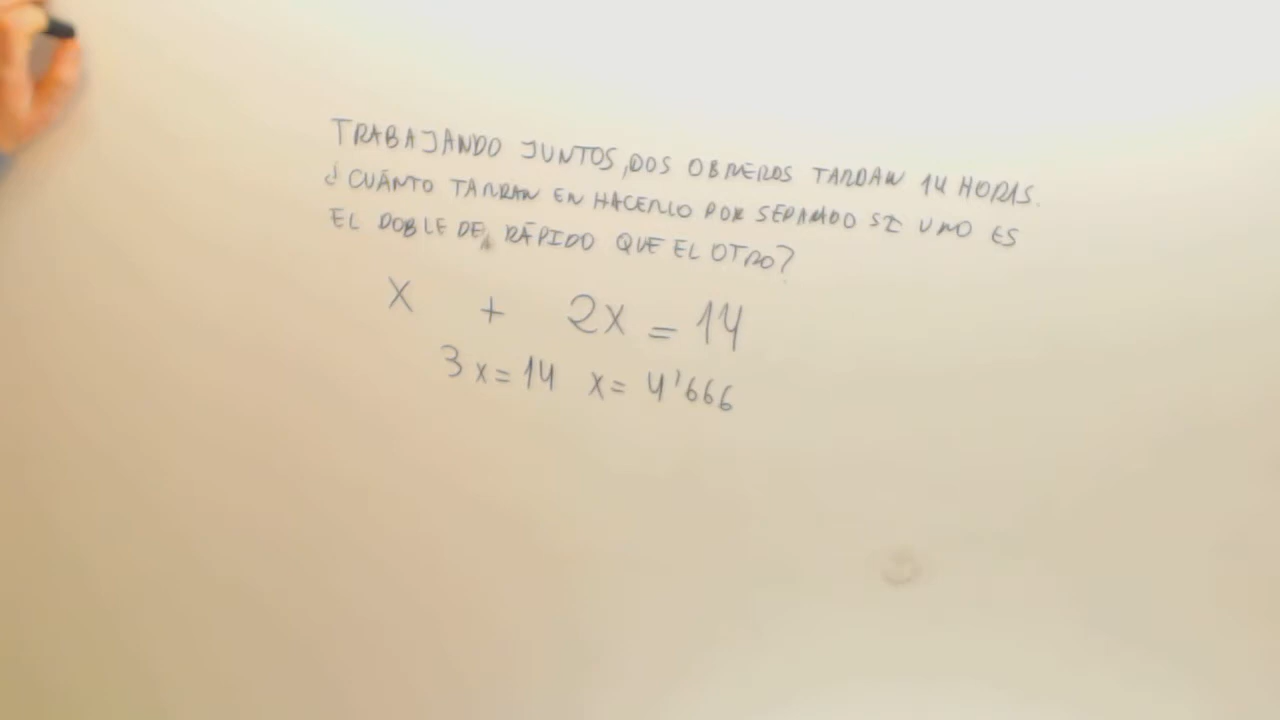 TRABAJANDO JUNTOS, DOS OBREROS TARDAN 14 HORAS.
¿CUÁNTO TARDAN EN HACERLO POR SEPARADO SI UNO ES
EL DOBLE DE RÁPIDO QUE EL OTRO?
X + 2X = 14
3X = 14 X = 4'666